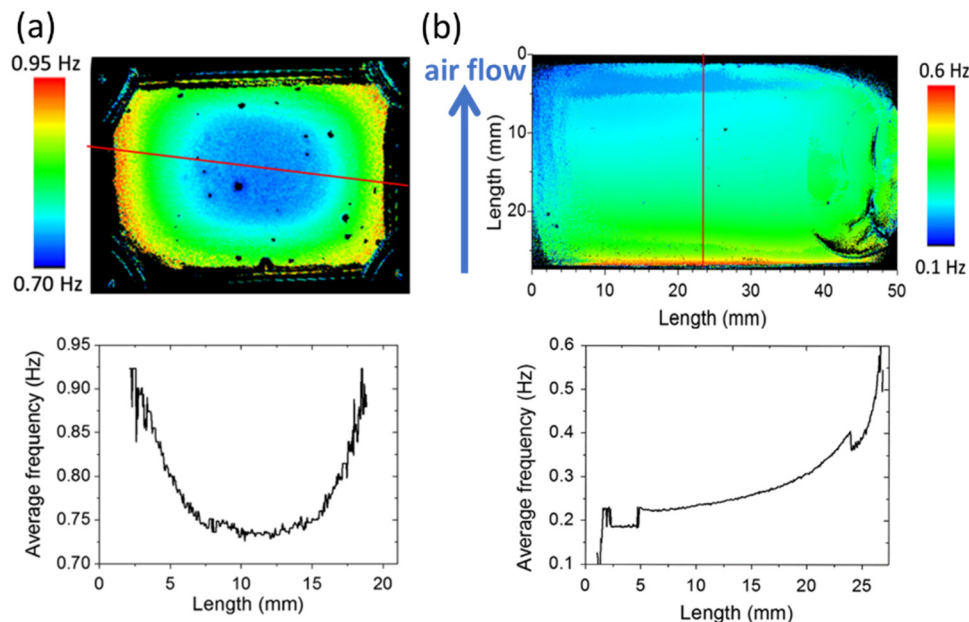 (a)
0.95 Hz
0.70 Hz
(b)
air flow
0
10
20
Length (mm)
0 10 20 30 40 50
Length (mm)
0.6 Hz
0.1 Hz
0.95
0.90
0.85
0.80
0.75
0.70
Average frequency (Hz)
0 5 10 15 20
Length (mm)
0.6
0.5
0.4
0.3
0.2
0.1
Average frequency (Hz)
0 5 10 15 20 25
Length (mm)